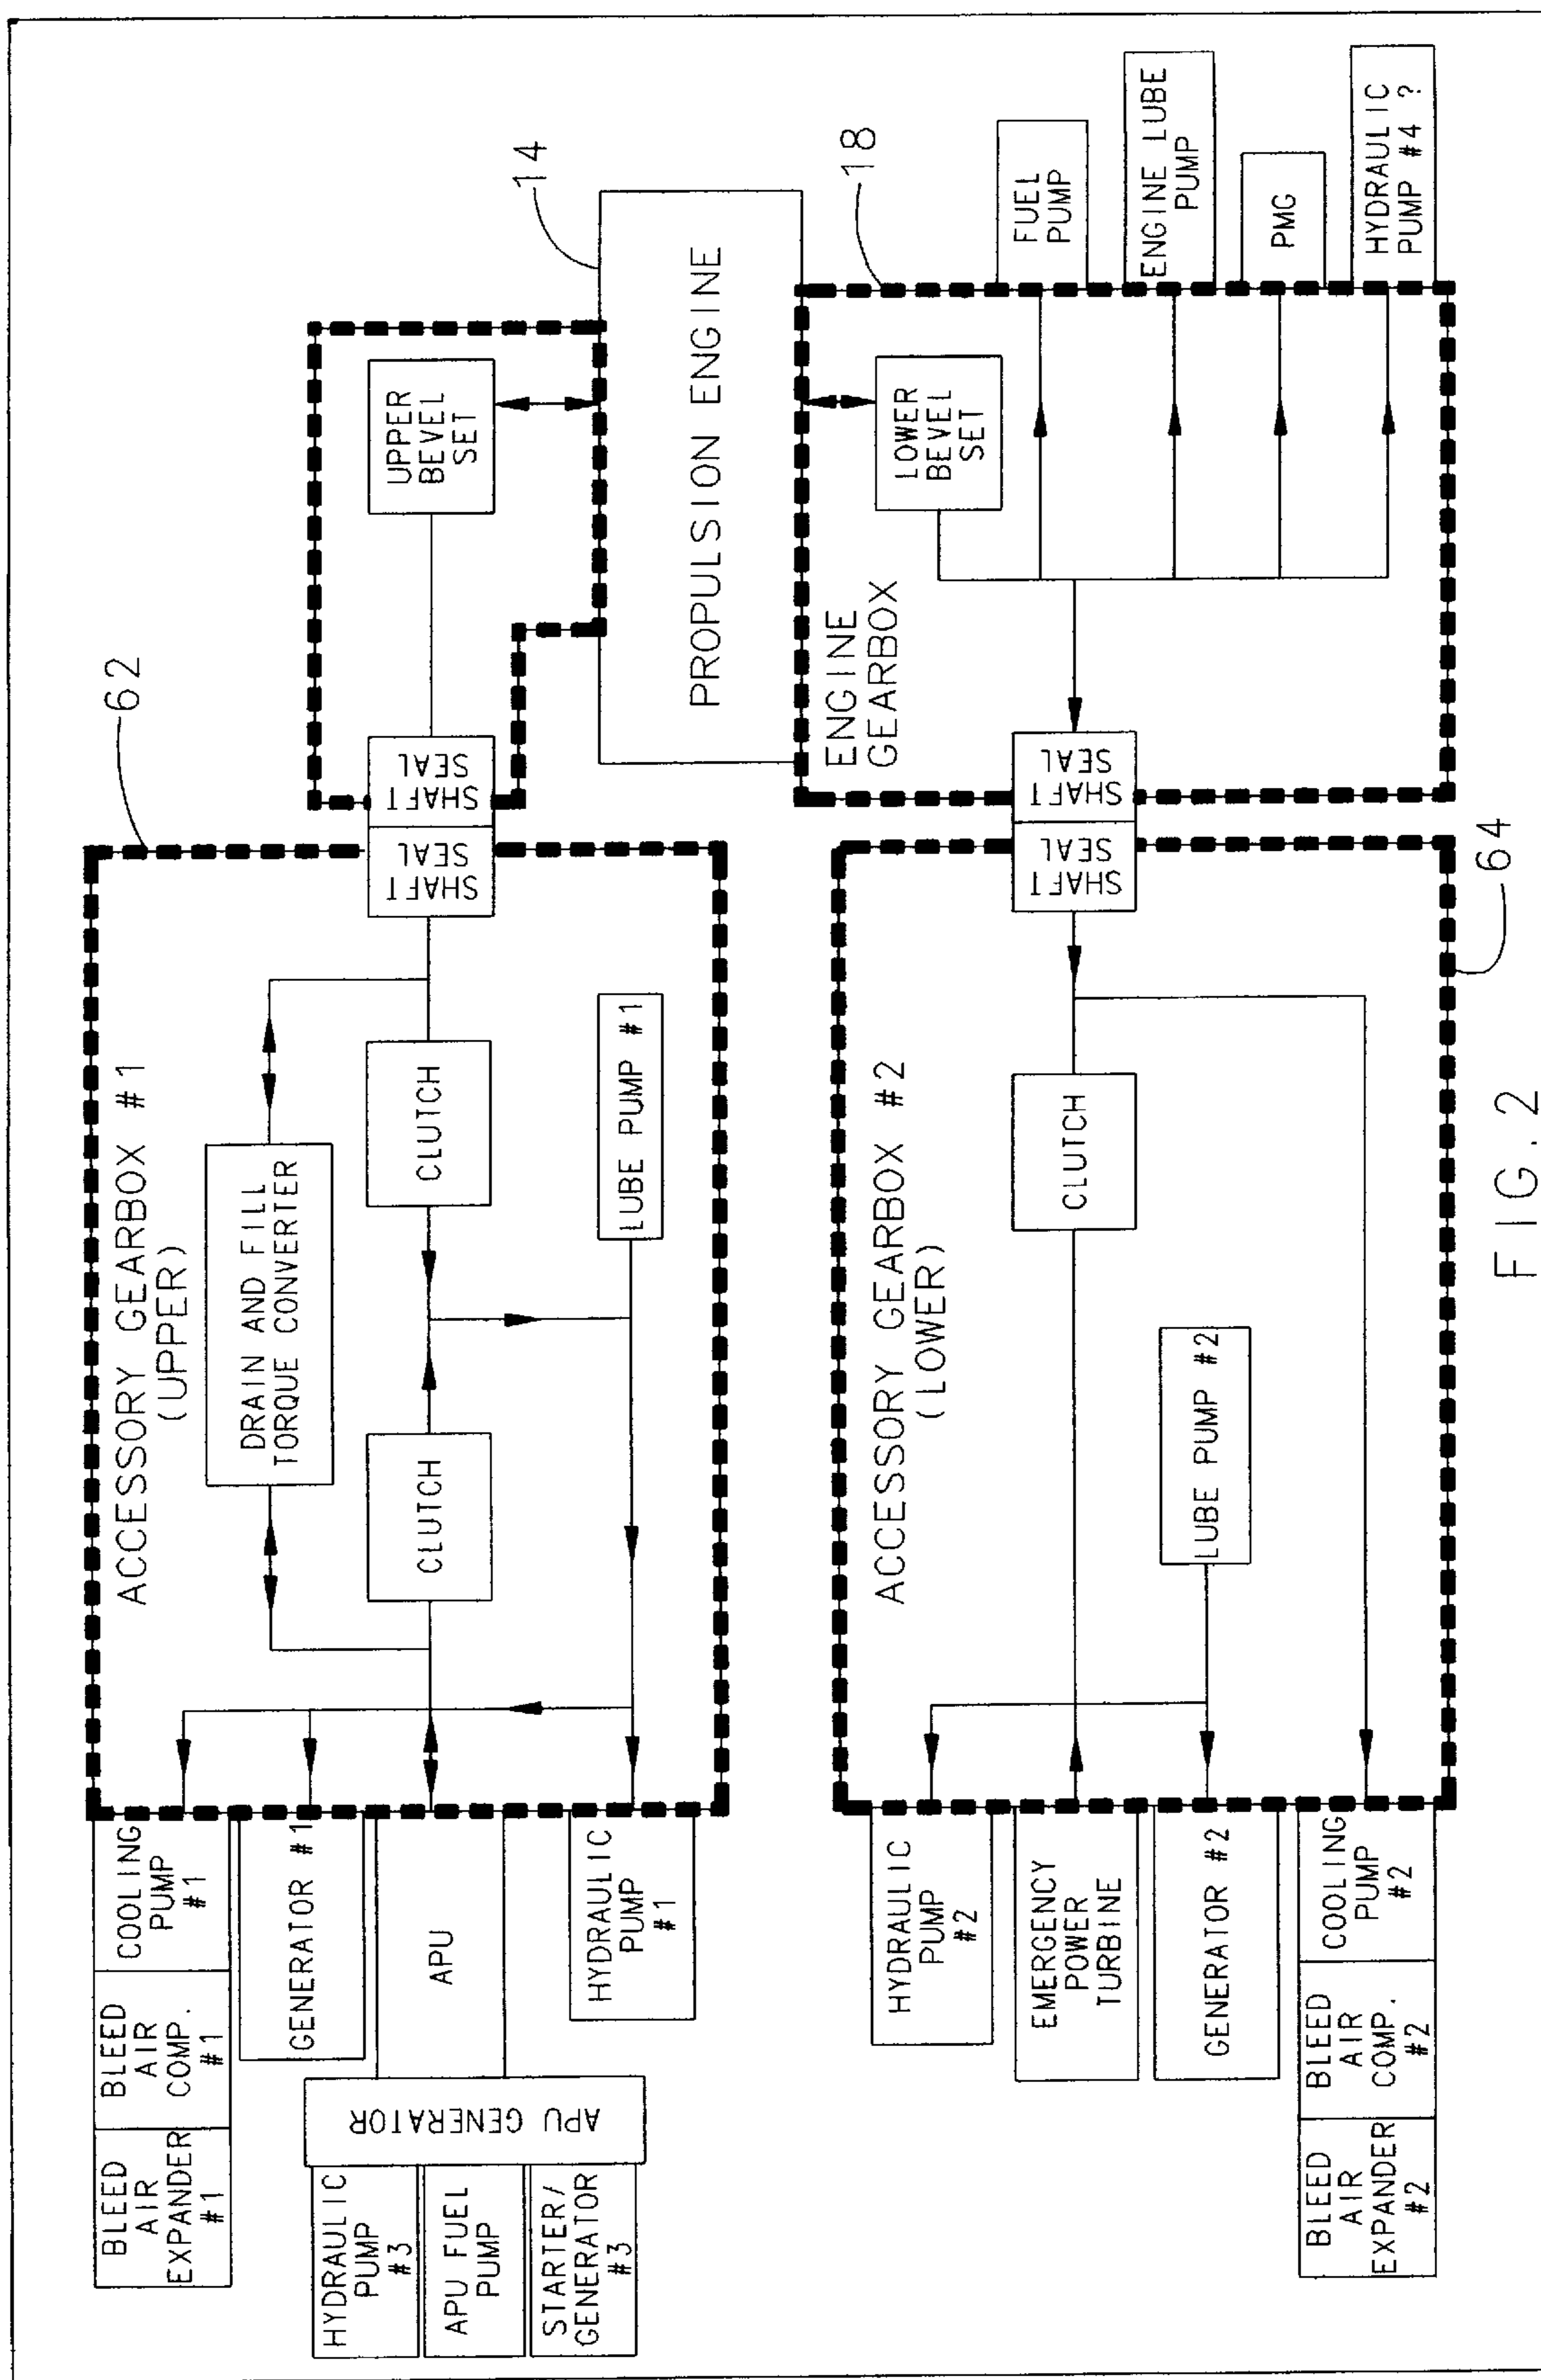 62
14
18
64
ACCESSORY GEARBOX #1
(UPPER)
DRAIN AND FILL
TORQUE CONVERTER
CLUTCH
CLUTCH
LUBE PUMP #1
SHAFT
SEAL
SHAFT
SEAL
UPPER
BEVEL
SET
PROPULSION ENGINE
ENGINE
GEARBOX
LOWER
BEVEL
SET
FUEL
PUMP
ENGINE LUBE
PUMP
PMG
HYDRAULIC
PUMP #4 ?
BLEED
AIR
EXPANDER
#1
BLEED
AIR
COMP.
#1
COOLING
PUMP
#1
GENERATOR #1
APU
APU GENERATOR
HYDRAULIC
PUMP
#3
APU FUEL
PUMP
STARTER/
GENERATOR
#3
HYDRAULIC
PUMP
#1
ACCESSORY GEARBOX #2
(LOWER)
CLUTCH
LUBE PUMP #2
SHAFT
SEAL
SHAFT
SEAL
HYDRAULIC
PUMP
#2
EMERGENCY
POWER
TURBINE
GENERATOR #2
BLEED
AIR
EXPANDER
#2
BLEED
AIR
COMP.
#2
COOLING
PUMP
#2
FIG. 2